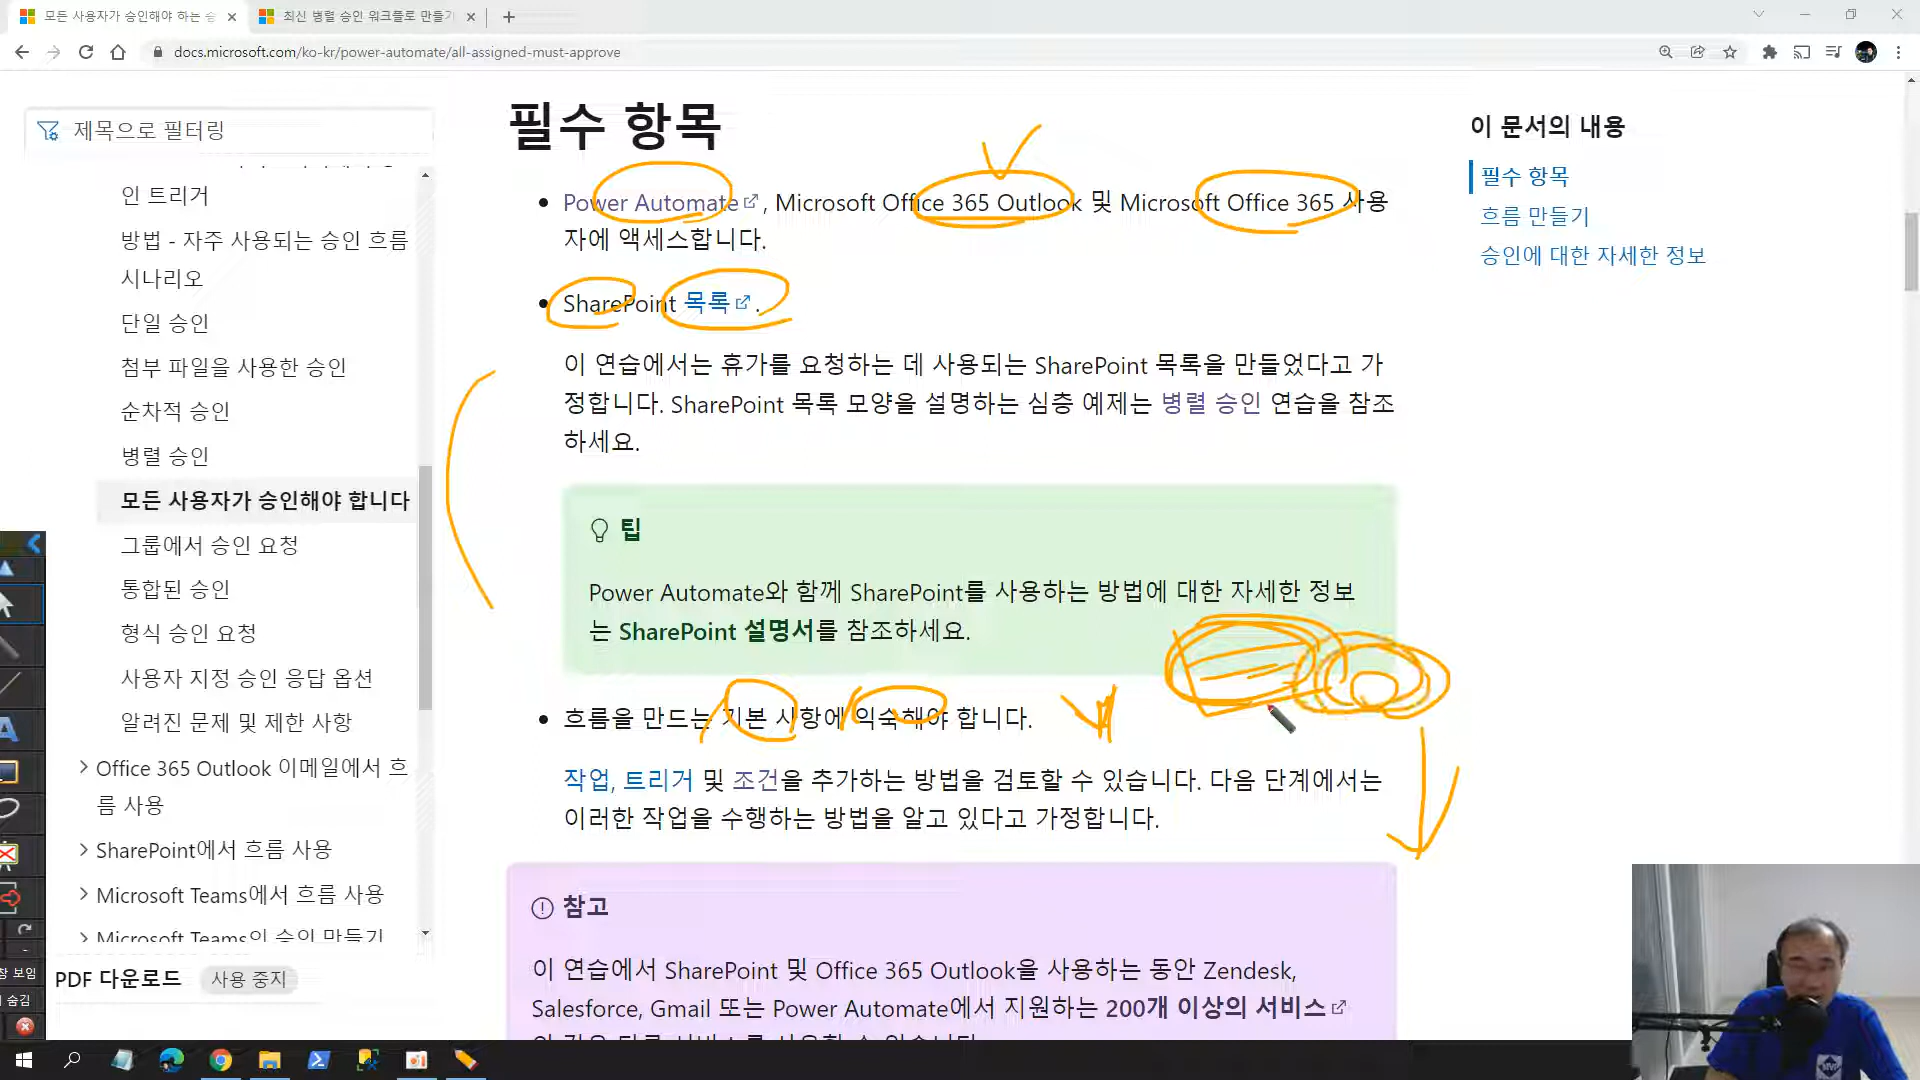 모든 사용자가 승인해야 하는 승
최신 병렬 승인 워크플로 만들기
docs.microsoft.com/ko-kr/power-automate/all-assigned-must-approve
제목으로 필터링
인 트리거
방법 - 자주 사용되는 승인 흐름
시나리오
단일 승인
첨부 파일을 사용한 승인
순차적 승인
병렬 승인
모든 사용자가 승인해야 합니다
그룹에서 승인 요청
통합된 승인
형식 승인 요청
사용자 지정 승인 응답 옵션
알려진 문제 및 제한 사항
Office 365 Outlook 이메일에서 흐
름 사용
SharePoint에서 흐름 사용
Microsoft Teams에서 흐름 사용
Microsoft Teams의 승인 만들기
PDF 다운로드 사용 중지
필수 항목
Power Automate, Microsoft Office 365 Outlook 및 Microsoft Office 365 사용
자에 액세스합니다.
SharePoint 목록.
이 연습에서는 휴가를 요청하는 데 사용되는 SharePoint 목록을 만들었다고 가
정합니다. SharePoint 목록 모양을 설명하는 심층 예제는 병렬 승인 연습을 참조
하세요.
팁
Power Automate와 함께 SharePoint를 사용하는 방법에 대한 자세한 정보
는 SharePoint 설명서를 참조하세요.
흐름을 만드는 기본 사항에 익숙해야 합니다.
작업, 트리거 및 조건을 추가하는 방법을 검토할 수 있습니다. 다음 단계에서는
이러한 작업을 수행하는 방법을 알고 있다고 가정합니다.
참고
이 연습에서 SharePoint 및 Office 365 Outlook을 사용하는 동안 Zendesk,
Salesforce, Gmail 또는 Power Automate에서 지원하는 200개 이상의 서비스
이 문서의 내용
필수 항목
흐름 만들기
승인에 대한 자세한 정보
창 보임
숨김